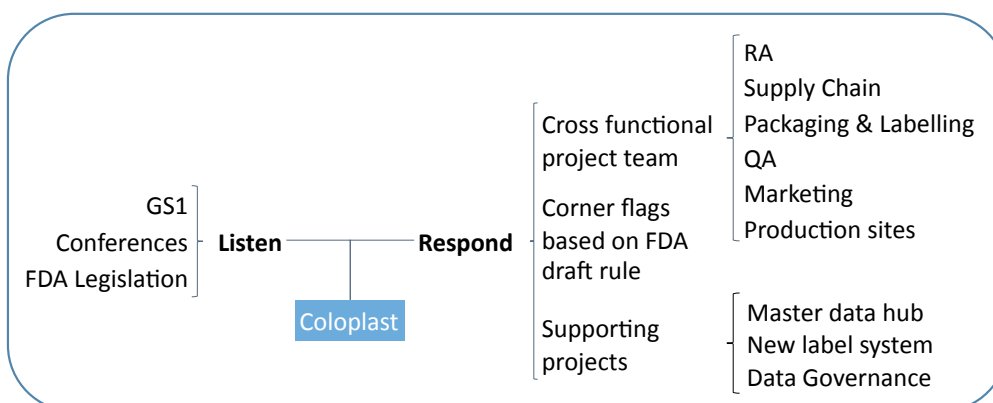 GS1
Conferences
FDA Legislation
Listen
Coloplast
Respond
Cross functional
project team
Corner flags
based on FDA
draft rule
Supporting
projects
RA
Supply Chain
Packaging & Labelling
QA
Marketing
Production sites
Master data hub
New label system
Data Governance